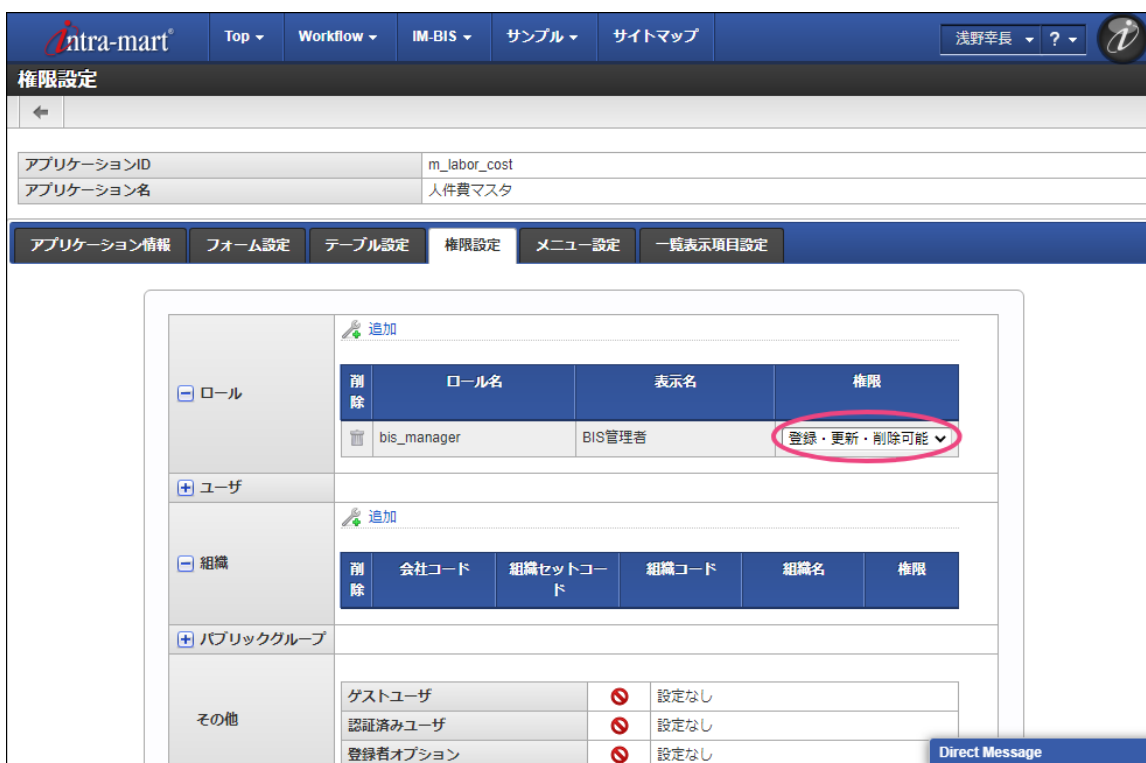 intra-mart® Top Workflow IM-BIS サンプル サイトマップ 浅野幸長 ?
権限設定
アプリケーションID m_labor_cost
アプリケーション名 人件費マスタ
アプリケーション情報 フォーム設定 テーブル設定 権限設定 メニュー設定 一覧表示項目設定
追加
ロール
削除 ロール名 表示名 権限
bis_manager BIS管理者 登録・更新・削除可能
ユーザ
追加
組織
削除 会社コード 組織セットコード 組織コード 組織名 権限
パブリックグループ
その他
ゲストユーザ 設定なし
認証済みユーザ 設定なし
登録者オプション 設定なし
Direct Message